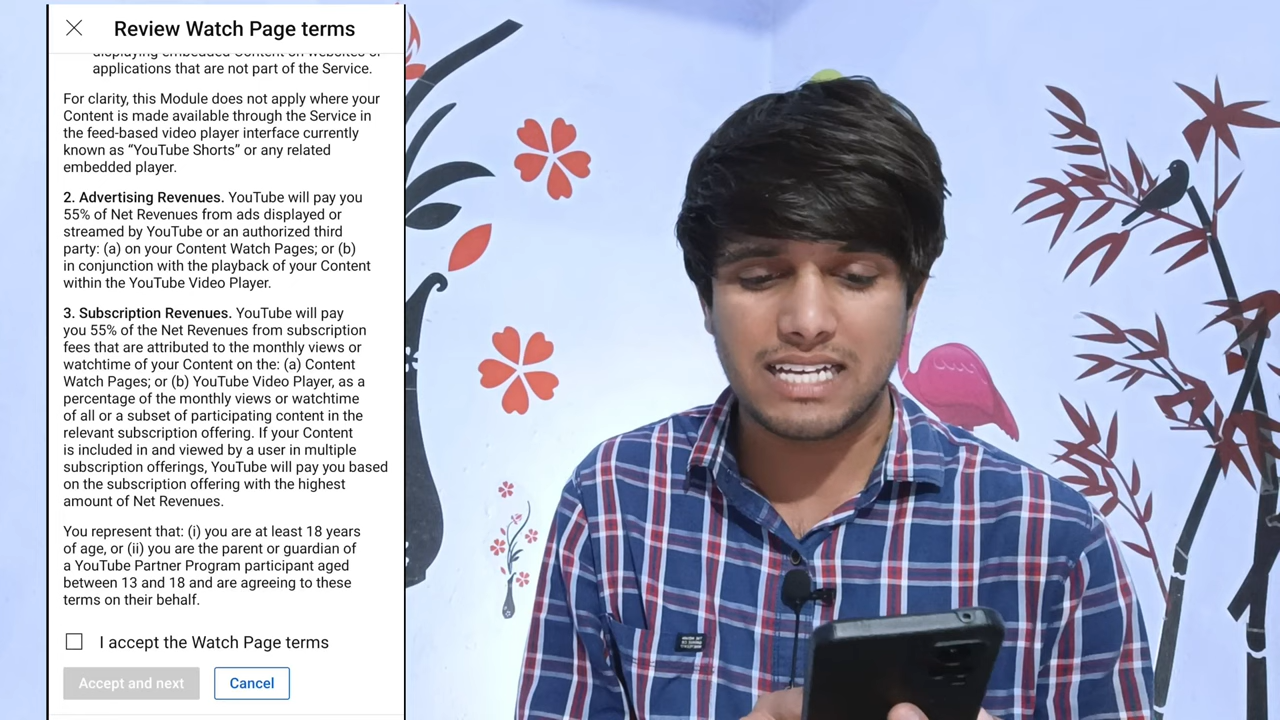 Review Watch Page terms
displaying embedded Content on websites or
applications that are not part of the Service.
For clarity, this Module does not apply where your
Content is made available through the Service in
the feed-based video player interface currently
known as “YouTube Shorts” or any related
embedded player.
2. Advertising Revenues. YouTube will pay you
55% of Net Revenues from ads displayed or
streamed by YouTube or an authorized third
party: (a) on your Content Watch Pages; or (b)
in conjunction with the playback of your Content
within the YouTube Video Player.
3. Subscription Revenues. YouTube will pay
you 55% of the Net Revenues from subscription
fees that are attributed to the monthly views or
watchtime of your Content on the: (a) Content
Watch Pages; or (b) YouTube Video Player, as a
percentage of the monthly views or watchtime
of all or a subset of participating content in the
relevant subscription offering. If your Content
is included in and viewed by a user in multiple
subscription offerings, YouTube will pay you based
on the subscription offering with the highest
amount of Net Revenues.
You represent that: (i) you are at least 18 years
of age, or (ii) you are the parent or guardian of
a YouTube Partner Program participant aged
between 13 and 18 and are agreeing to these
terms on their behalf.
I accept the Watch Page terms
Accept and next
Cancel